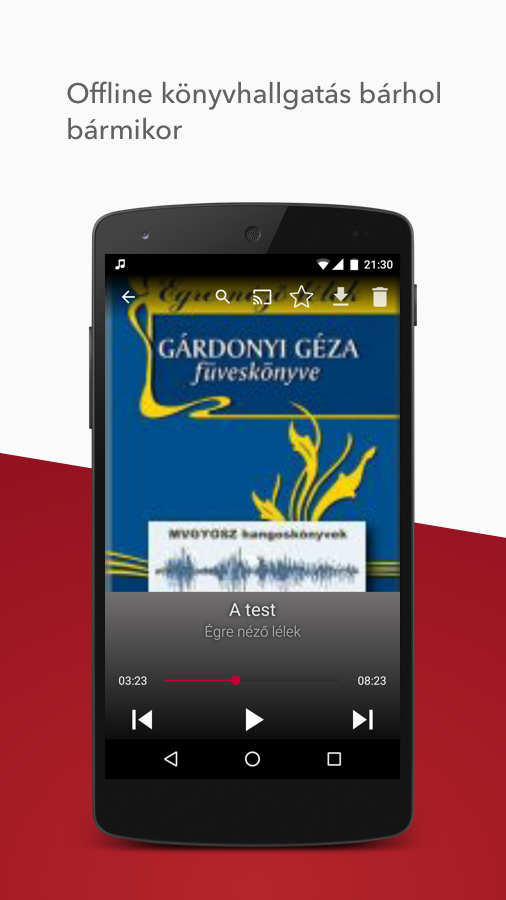 Offline könyvhallgatás bárhol
bármikor
21:30
Égre néző lélek
GÁRDONYI GÉZA
füveskönyve
MVGYOSZ hangoskönyvek
A test
Égre néző lélek
03:23
08:23